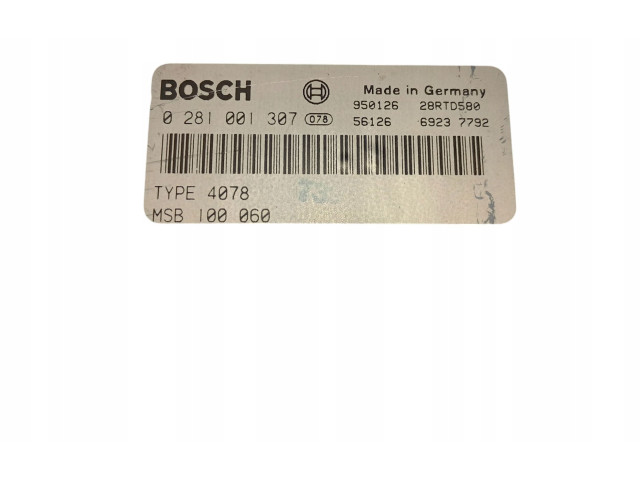 BOSCH Made in Germany
950126 28RTD580
0 281 001 307 078 56126 6923 7792
TYPE 4078
MSB 100 060